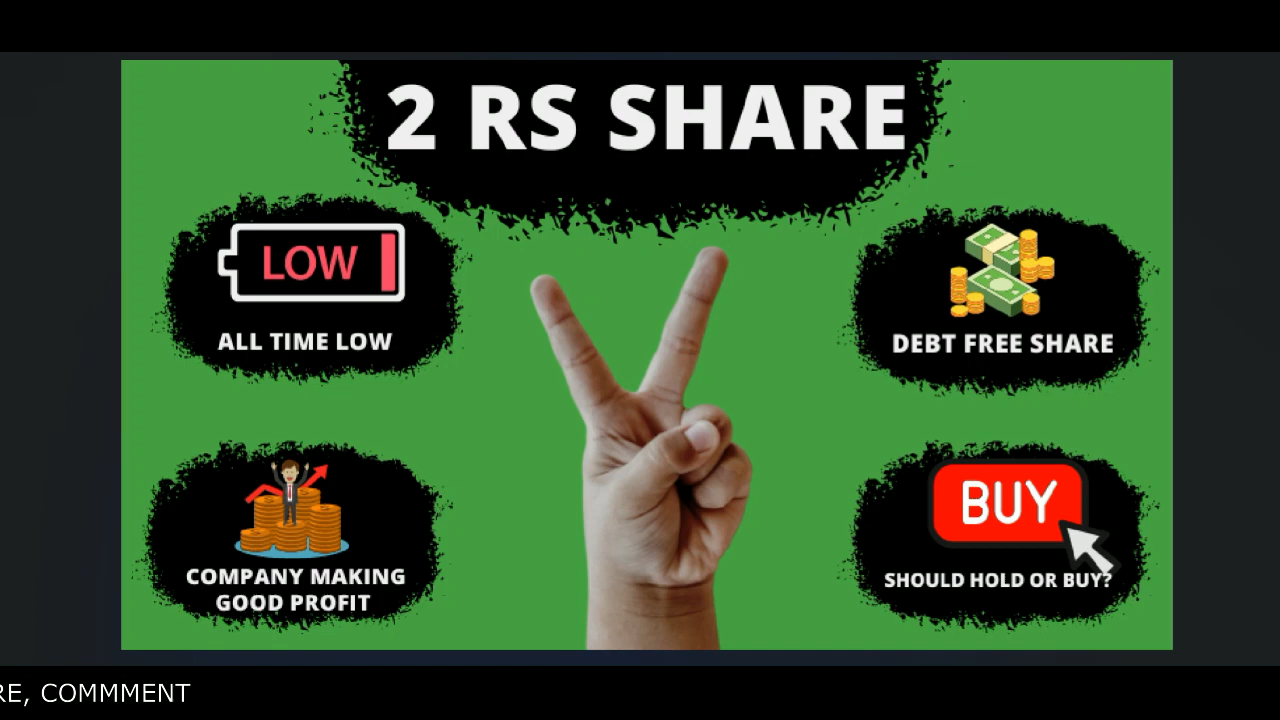 2 RS SHARE
LOW
ALL TIME LOW
DEBT FREE SHARE
COMPANY MAKING
GOOD PROFIT
BUY
SHOULD HOLD OR BUY?
RE, COMMMENT